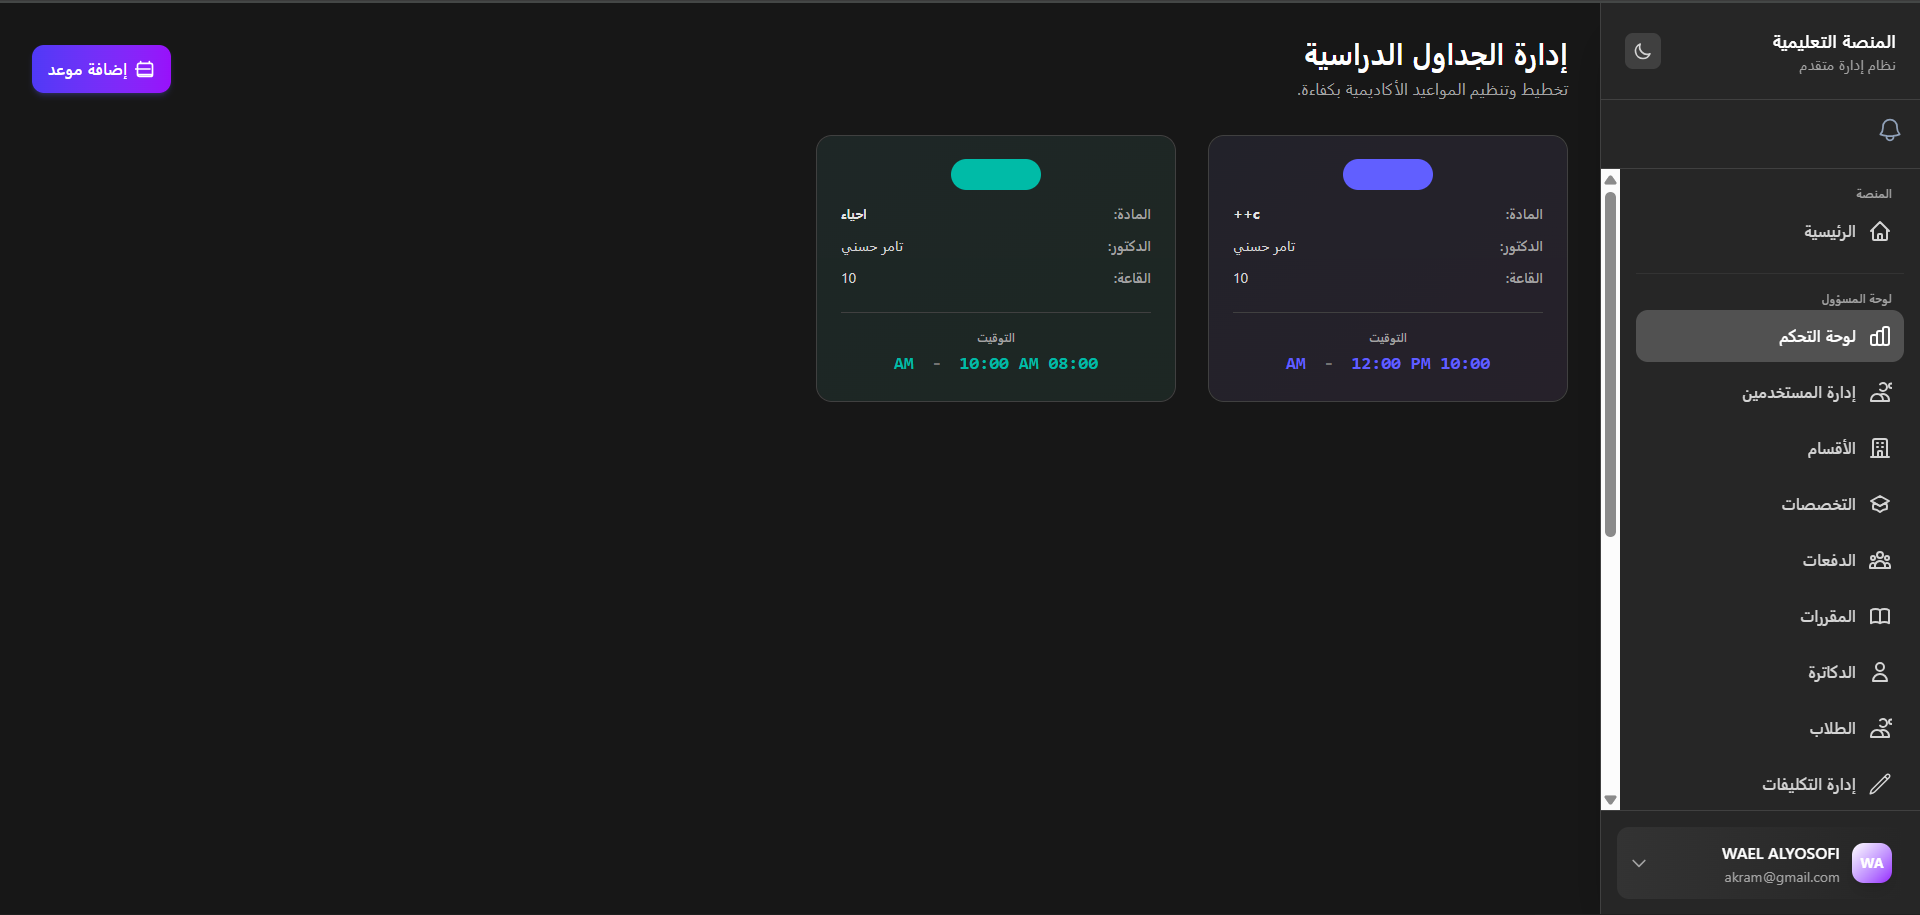 المنصة التعليمية
نظام إدارة متقدم
المنصة
الرئيسية
لوحة المسؤول
لوحة التحكم
إدارة المستخدمين
الأقسام
التخصصات
الدفعات
المقررات
الدكاترة
الطلاب
إدارة التكليفات
WA
WAEL ALYOSOFI
akram@gmail.com
إدارة الجداول الدراسية
تخطيط وتنظيم المواعيد الأكاديمية بكفاءة.
إضافة موعد
المادة: ++c
الدكتور: تامر حسني
القاعة: 10
التوقيت
AM - 12:00 PM 10:00
المادة: احياء
الدكتور: تامر حسني
القاعة: 10
التوقيت
AM - 10:00 AM 08:00